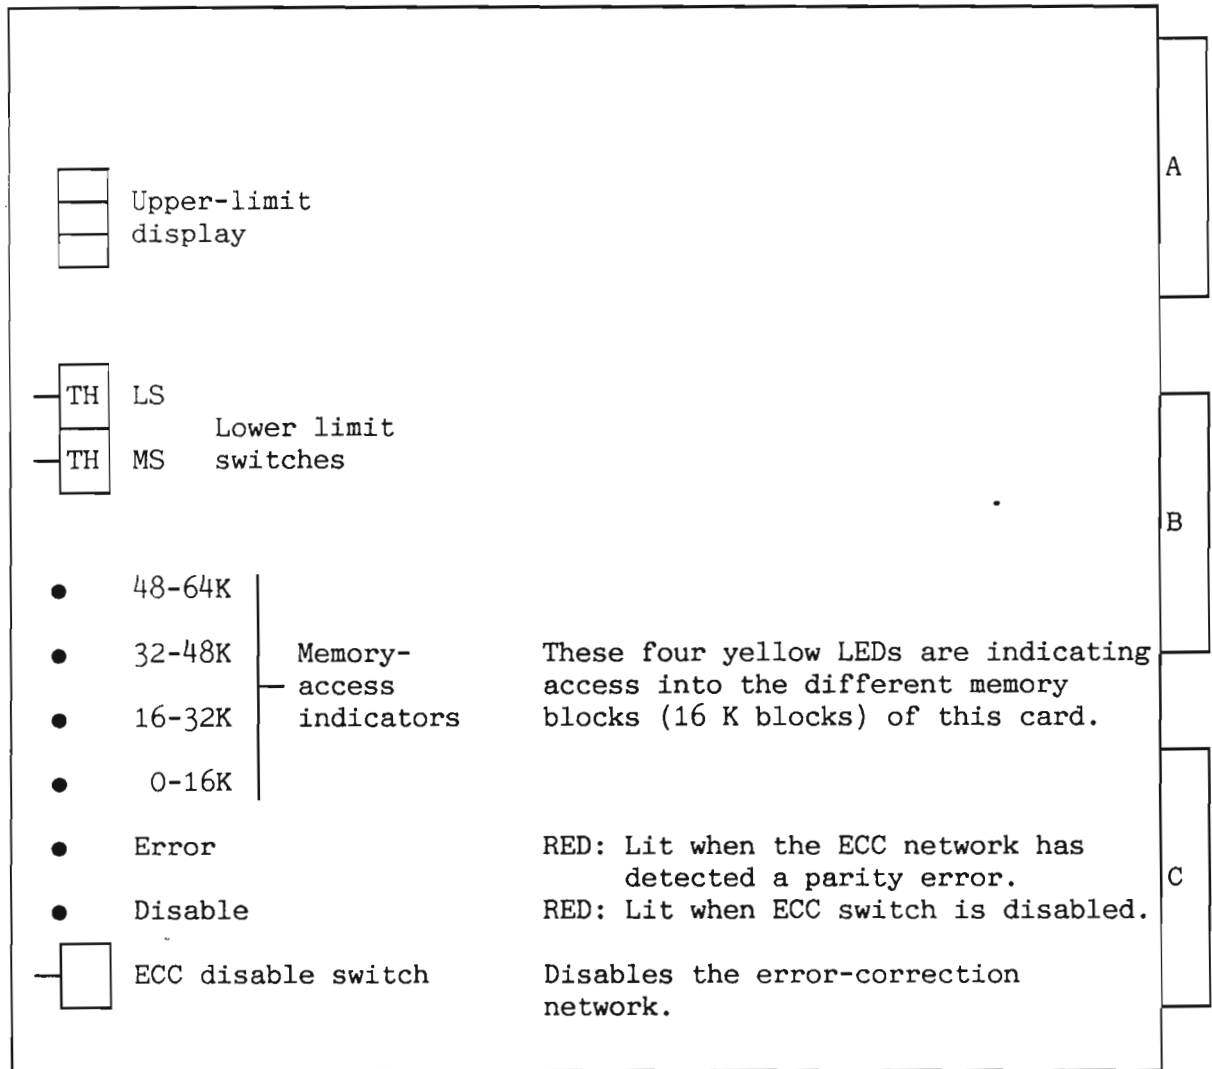 A
Upper-limit
display
TH LS
Lower limit
TH MS switches
B
48-64K
32-48K Memory- These four yellow LEDs are indicating
access access into the different memory
16-32K indicators blocks (16 K blocks) of this card.
0-16K
Error RED: Lit when the ECC network has
detected a parity error.
C
Disable RED: Lit when ECC switch is disabled.
ECC disable switch Disables the error-correction
network.